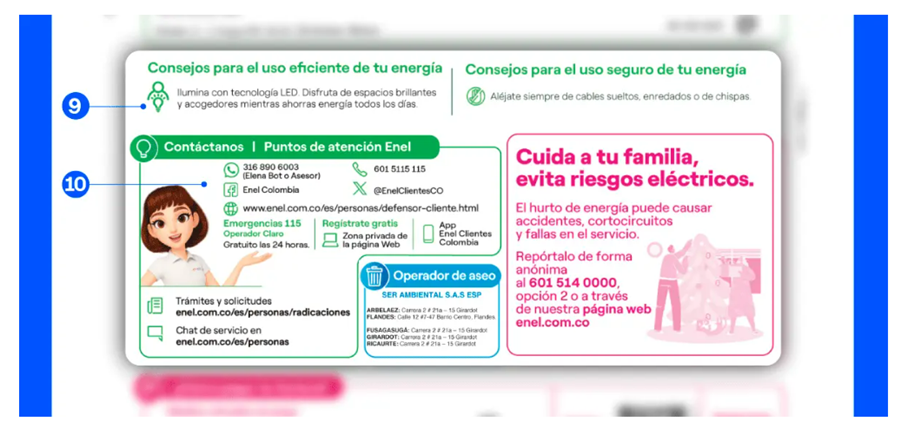 Consejos para el uso eficiente de tu energía
Ilumina con tecnología LED. Disfruta de espacios brillantes
y acogedores mientras ahorras energía todos los días.
Consejos para el uso seguro de tu energía
Aléjate siempre de cables sueltos, enredados o de chispas.
9
10
Contáctanos | Puntos de atención Enel
316 890 6003
(Elena Bot o Asesor)
601 5115 115
Enel Colombia
@EnelClientesCO
www.enel.com.co/es/personas/defensor-cliente.html
Emergencias 115
Operador Claro
Gratuito las 24 horas.
Regístrate gratis
Zona privada de
la página Web
App
Enel Clientes
Colombia
Trámites y solicitudes
enel.com.co/es/personas/radicaciones
Chat de servicio en
enel.com.co/es/personas
Operador de aseo
SER AMBIENTAL S.A.S ESP
ARBELAEZ: Carrera 2 # 21a – 15 Girardot
FLANDES: Calle 12 #7-47 Barrio Centro, Flandes
FUSAGASUGÁ: Carrera 2 # 21a – 15 Girardot
GIRARDOT: Carrera 2 # 21a – 15 Girardot
RICAURTE: Carrera 2 # 21a – 15 Girardot
Cuida a tu familia,
evita riesgos eléctricos.
El hurto de energía puede causar
accidentes, cortocircuitos
y fallas en el servicio.
Repórtalo de forma
anónima
al 601 514 0000,
opción 2 o a través
de nuestra página web
enel.com.co